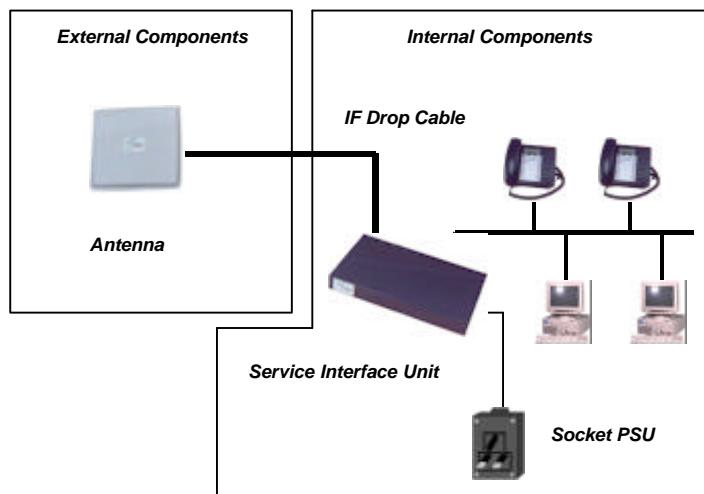 External Components
Internal Components
IF Drop Cable
Antenna
Service Interface Unit
Socket PSU